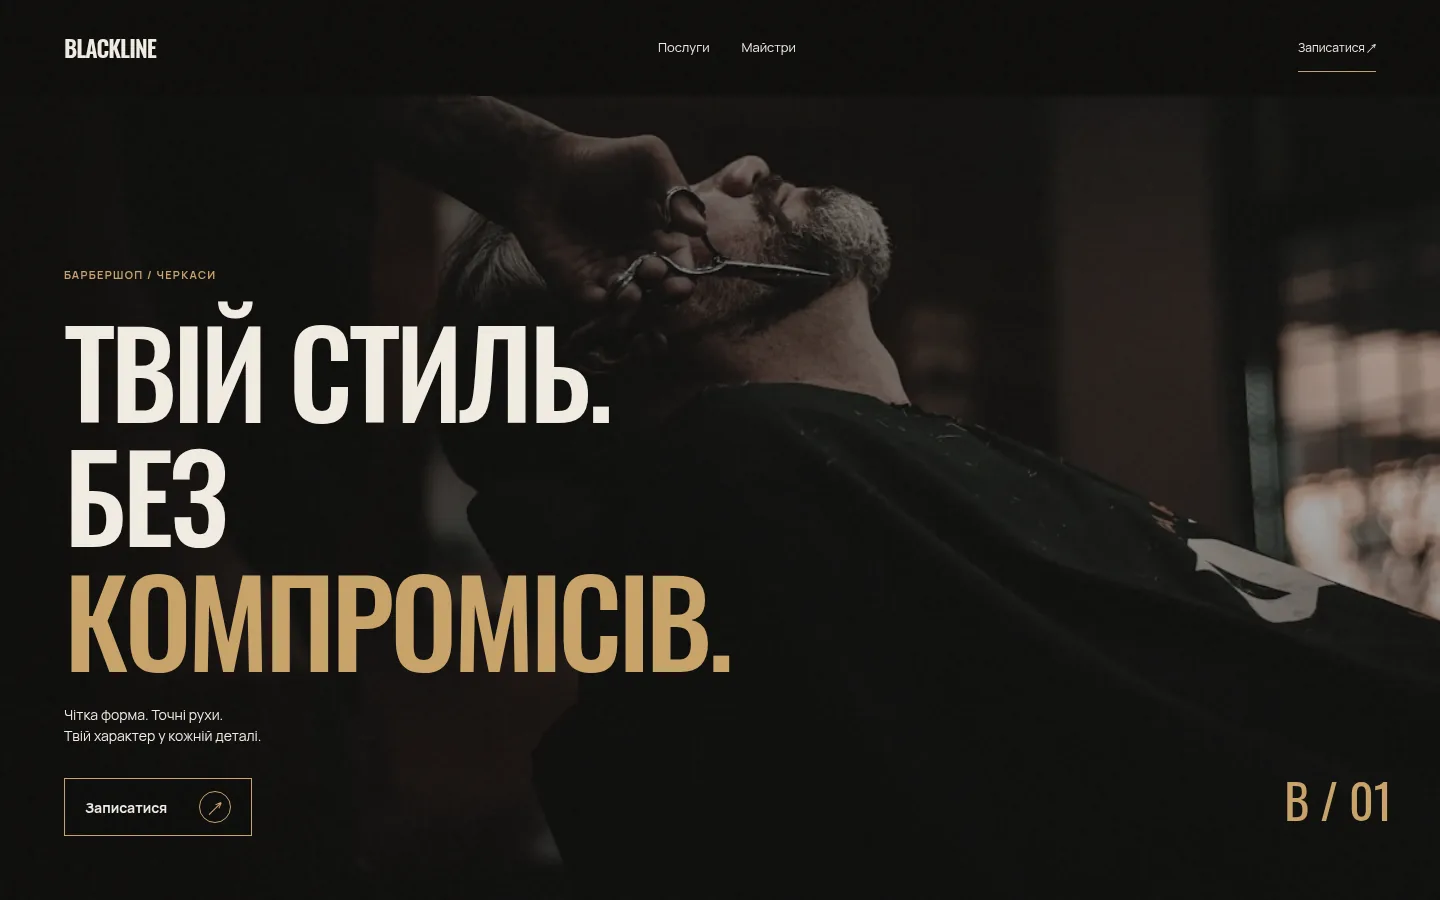 BLACKLINE
Послуги
Майстри
Записатися
БАРБЕРШОП / ЧЕРКАСИ
ТВІЙ СТИЛЬ.
БЕЗ
КОМПРОМІСІВ.
Чітка форма. Точні рухи.
Твій характер у кожній деталі.
Записатися
B / 01